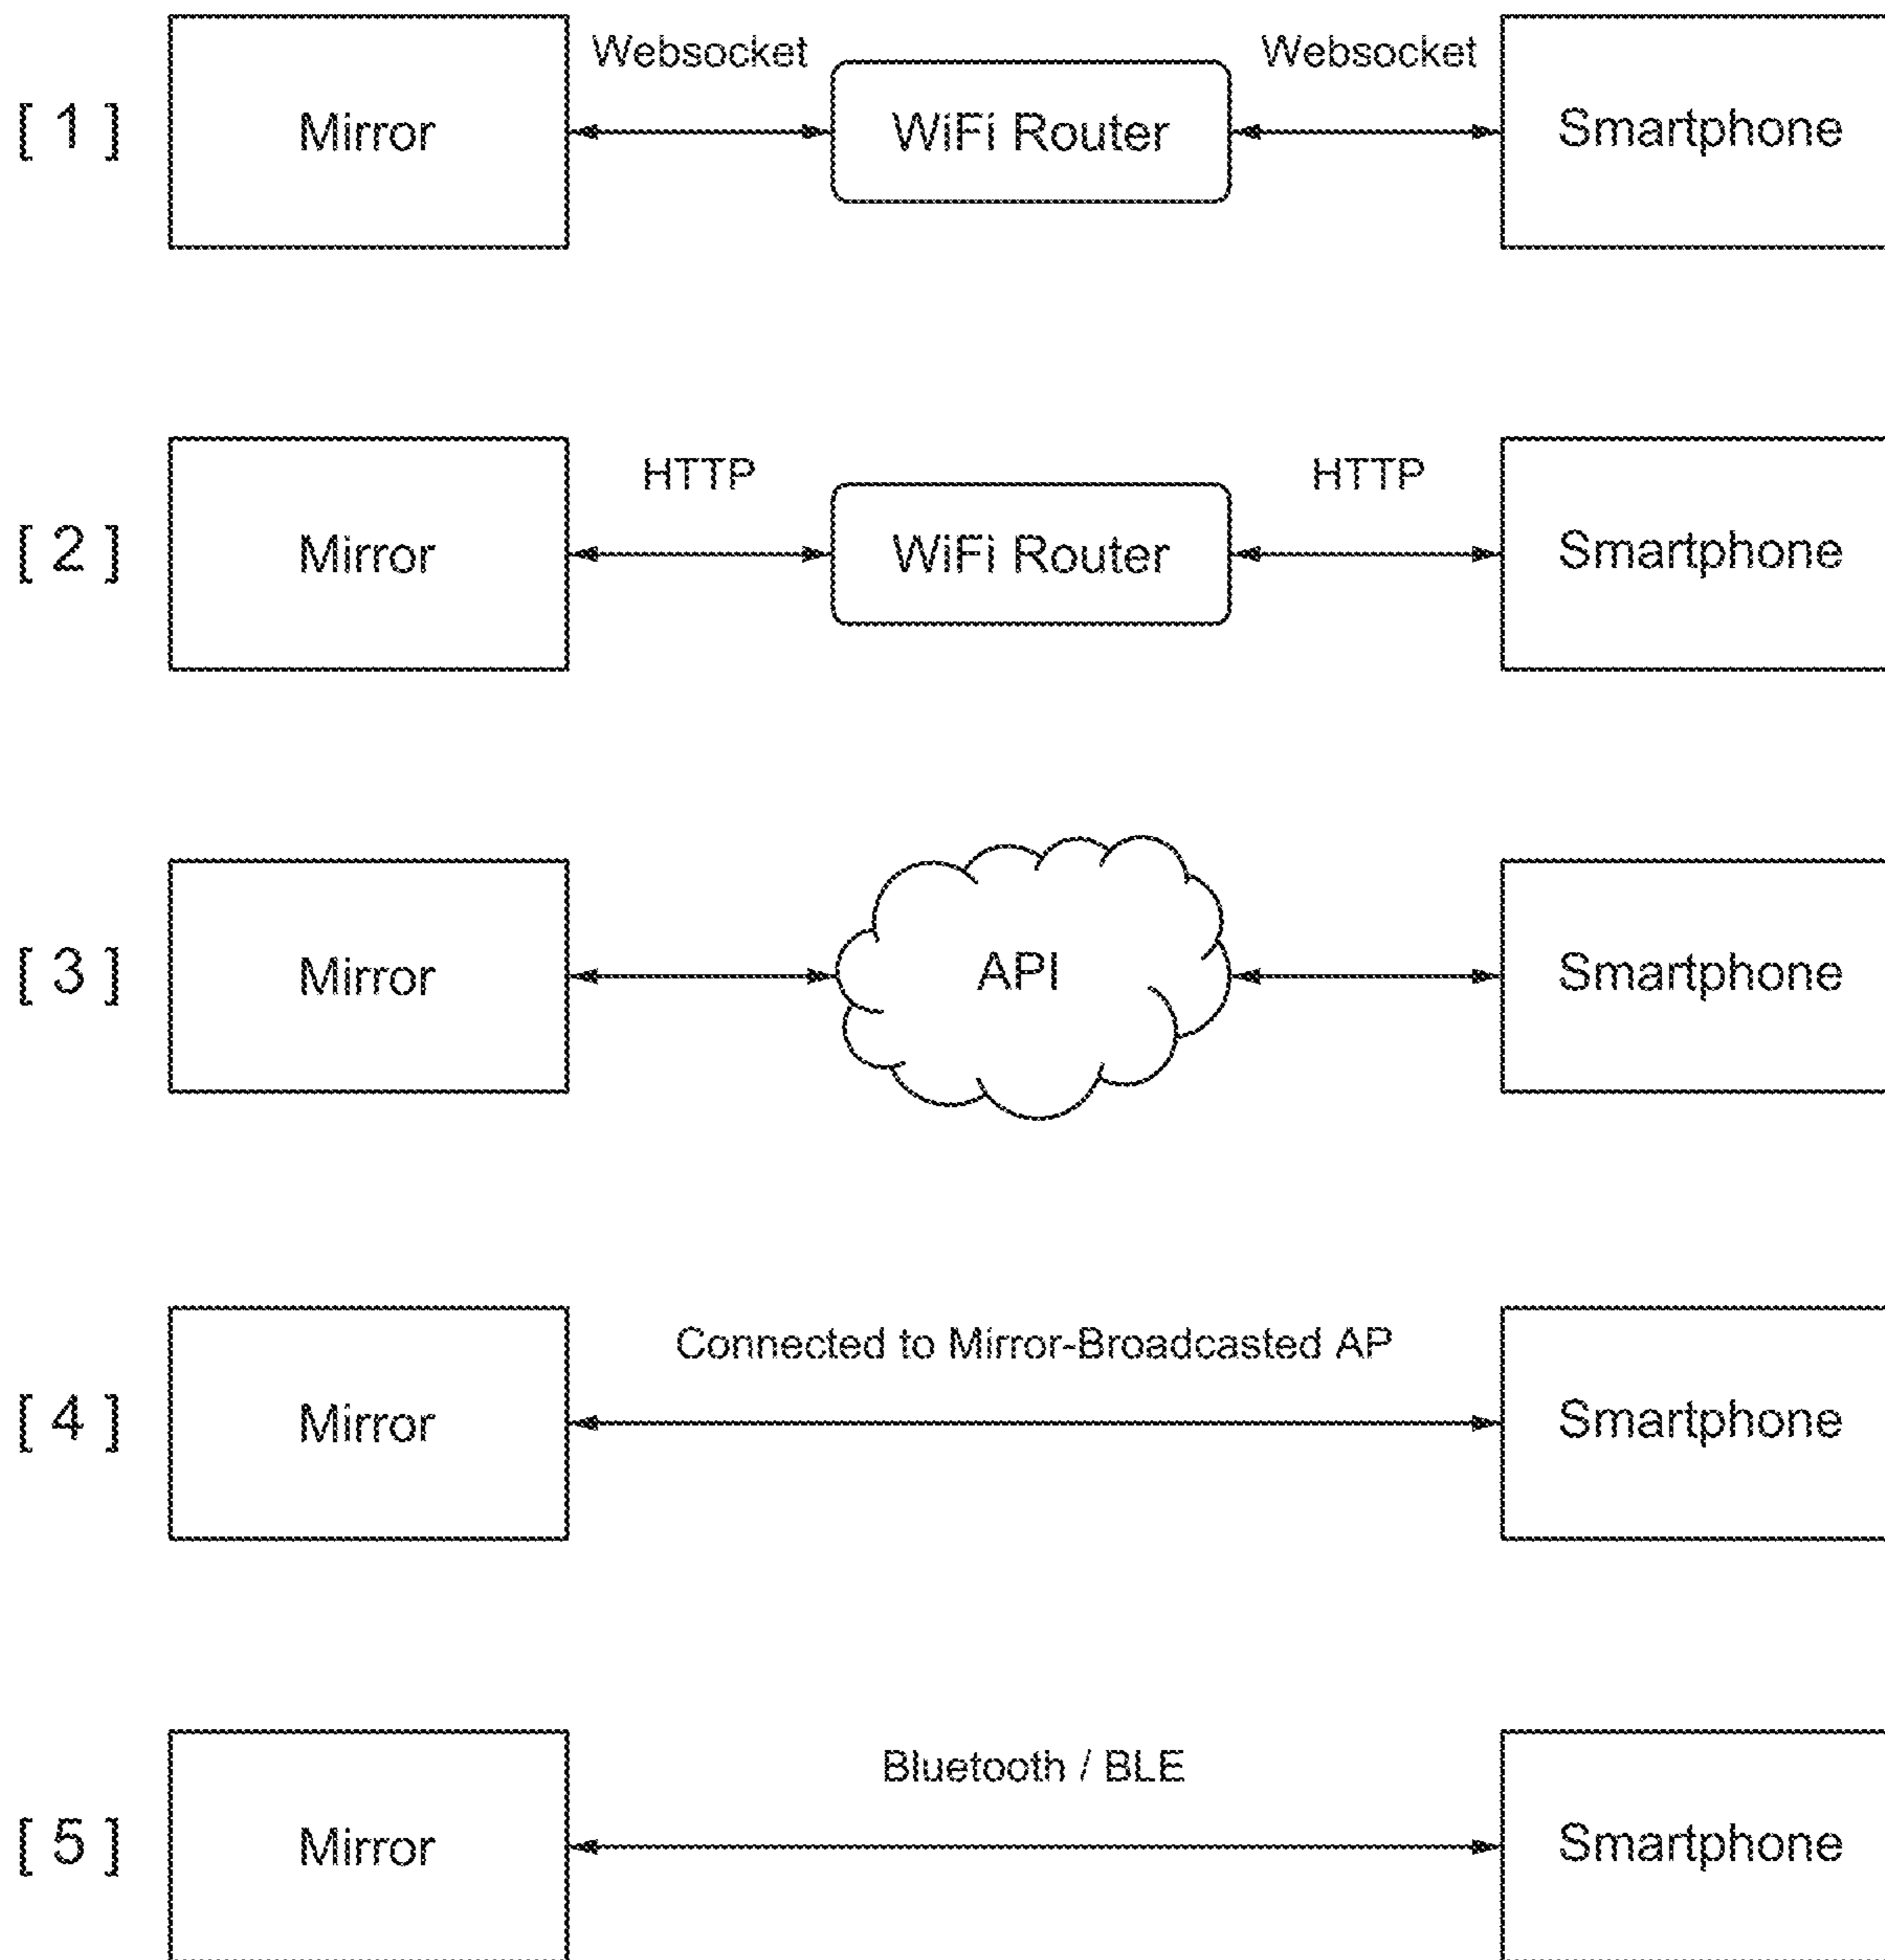 Websocket Websocket
[ 1 ] Mirror WiFi Router Smartphone
HTTP HTTP
[ 2 ] Mirror WiFi Router Smartphone
[ 3 ] Mirror API Smartphone
Connected to Mirror-Broadcasted AP
[ 4 ] Mirror Smartphone
Bluetooth / BLE
[ 5 ] Mirror Smartphone